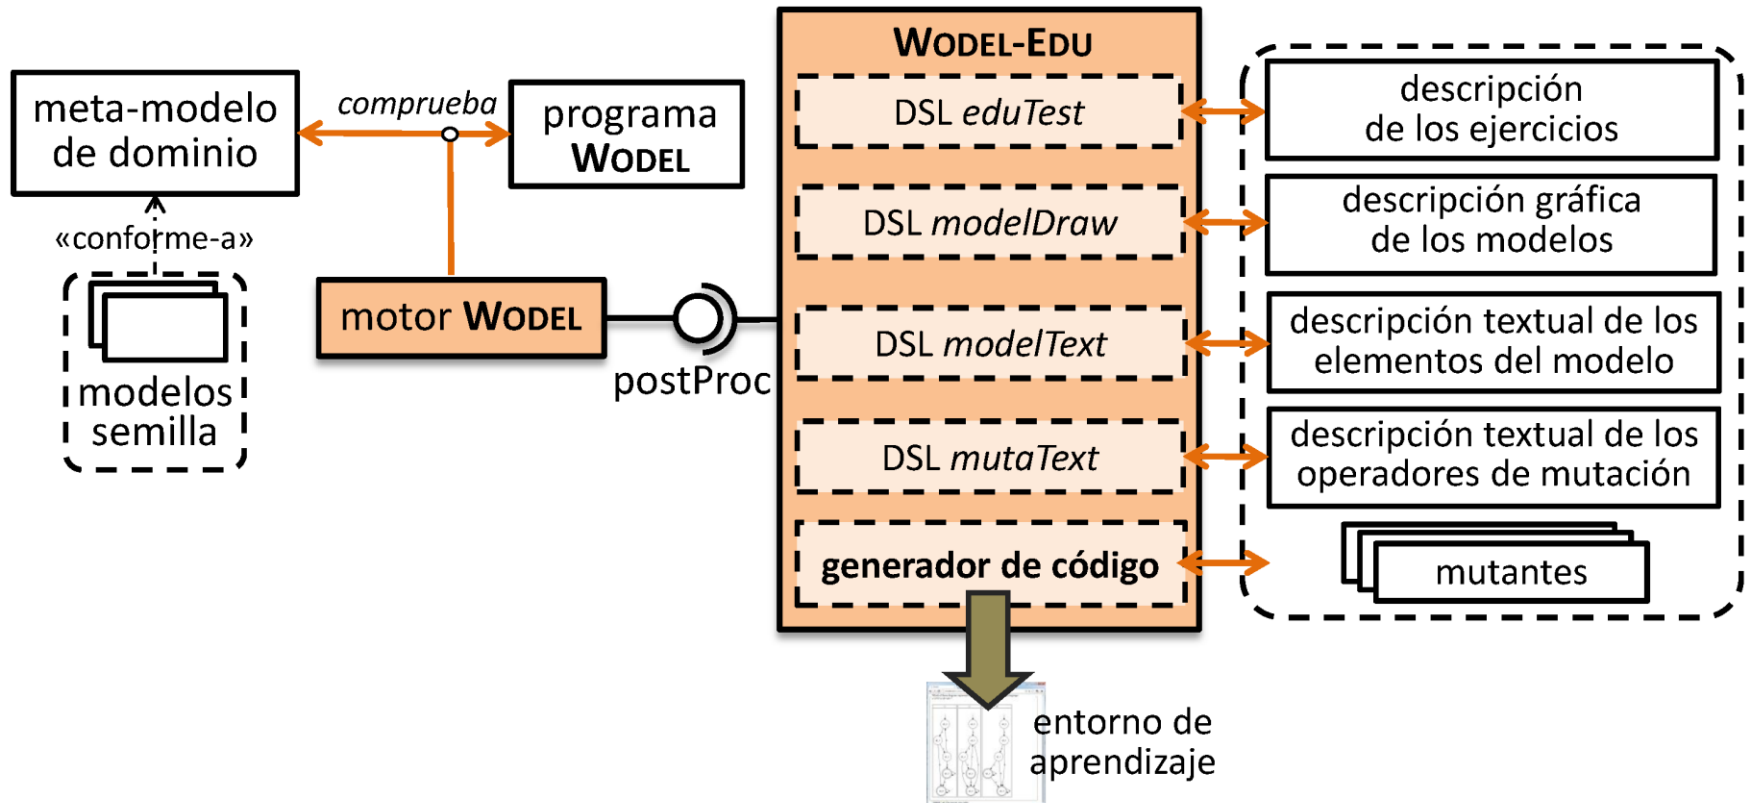 meta-modelo
de dominio
comprueba
programa
WODEL
«conforme-a»
modelos
semilla
motor WODEL
postProc
WODEL-EDU
DSL eduTest
DSL modelDraw
DSL modelText
DSL mutaText
generador de código
descripción
de los ejercicios
descripción gráfica
de los modelos
descripción textual de los
elementos del modelo
descripción textual de los
operadores de mutación
mutantes
entorno de
aprendizaje